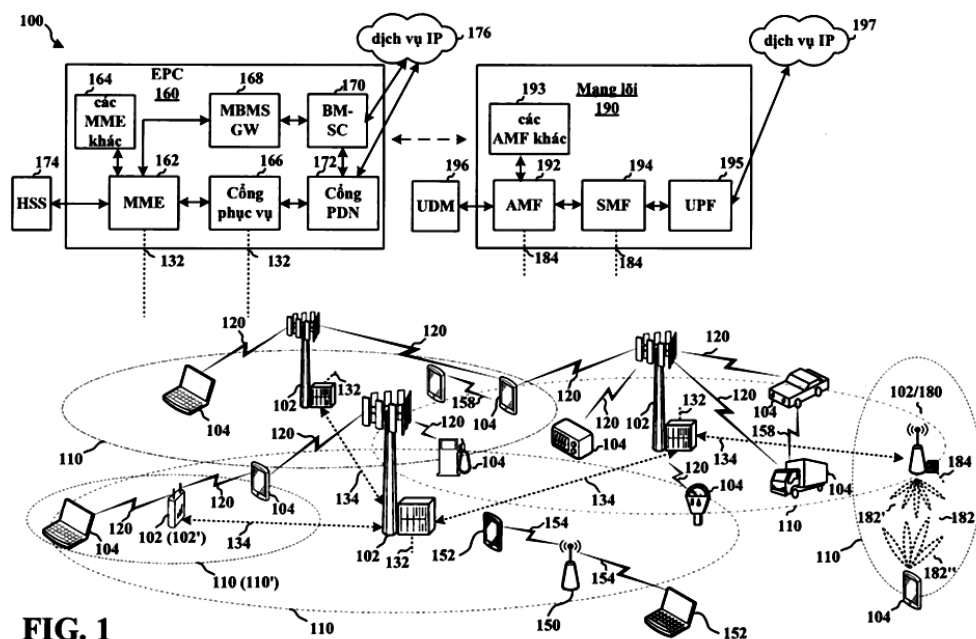 100
dịch vụ IP
176
dịch vụ IP
197
EPC
160
164
các
MME
khác
168
MBMS
GW
170
BM-
SC
Mạng lõi
190
193
các
AMF khác
174
HSS
162
MME
166
Cổng
phục vụ
172
Cổng
PDN
196
UDM
192
AMF
194
SMF
195
UPF
132
132
184
184
120
120
120
120
104
102
132
158
104
120
104
102
132
120
104
158
102/180
184
110
120
120
104
134
134
104
182'
182
182''
104
110
110
104
120
120
102 (102')
134
104
134
102
132
120
104
110 (110')
152
154
154
150
152
110
FIG. 1